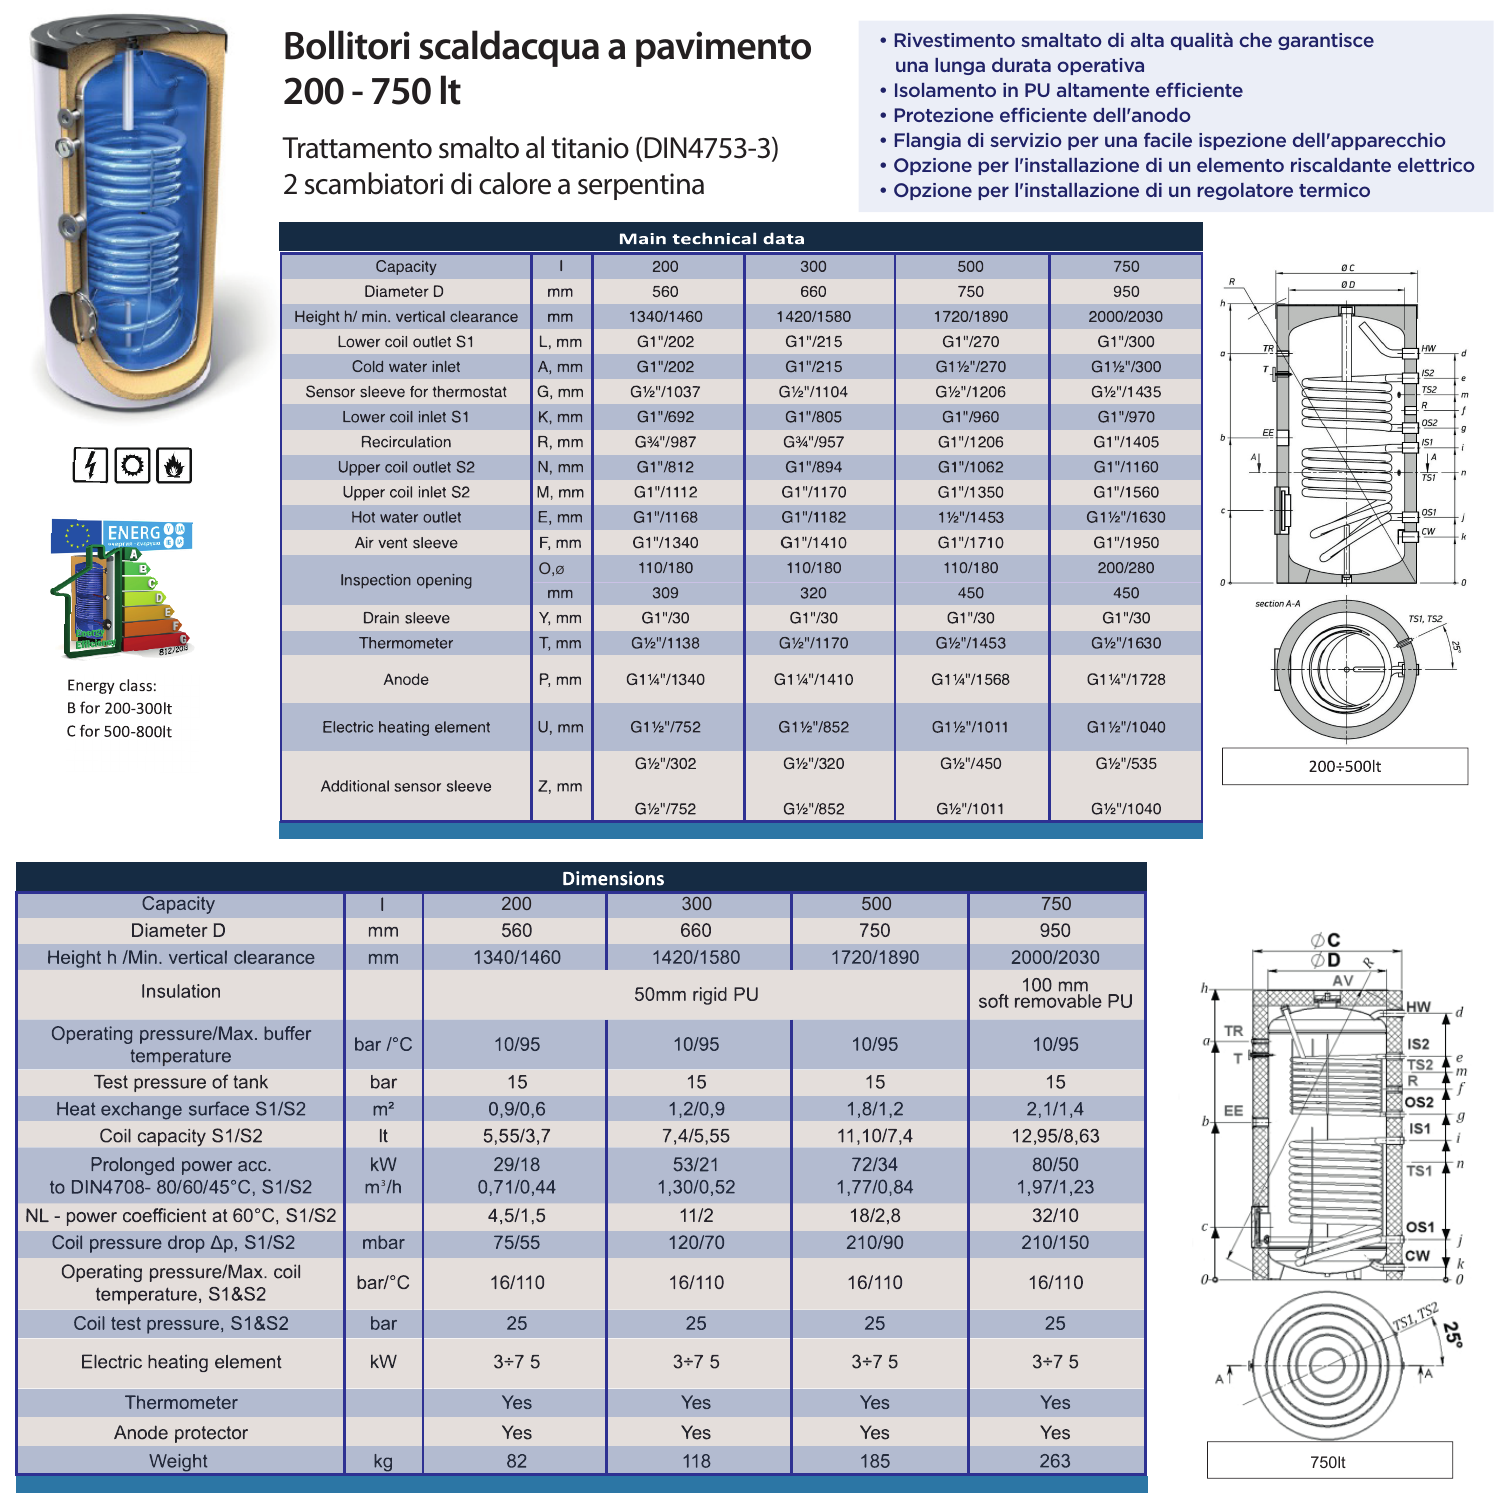 Bollitori scaldacqua a pavimento
200 - 750 lt
Trattamento smalto al titanio (DIN4753-3)
2 scambiatori di calore a serpentina
• Rivestimento smaltato di alta qualità che garantisce
una lunga durata operativa
• Isolamento in PU altamente efficiente
• Protezione efficiente dell'anodo
• Flangia di servizio per una facile ispezione dell'apparecchio
• Opzione per l'installazione di un elemento riscaldante elettrico
• Opzione per l'installazione di un regolatore termico
ENERG
A
B
C
D
E
F
G
Energy
812/2013
Energy class:
B for 200-300lt
C for 500-800lt
Main technical data
Capacity l 200 300 500 750
Diameter D mm 560 660 750 950
Height h/ min. vertical clearance mm 1340/1460 1420/1580 1720/1890 2000/2030
Lower coil outlet S1 L, mm G1"/202 G1"/215 G1"/270 G1"/300
Cold water inlet A, mm G1"/202 G1"/215 G1½"/270 G1½"/300
Sensor sleeve for thermostat G, mm G½"/1037 G½"/1104 G½"/1206 G½"/1435
Lower coil inlet S1 K, mm G1"/692 G1"/805 G1"/960 G1"/970
Recirculation R, mm G¾"/987 G¾"/957 G1"/1206 G1"/1405
Upper coil outlet S2 N, mm G1"/812 G1"/894 G1"/1062 G1"/1160
Upper coil inlet S2 M, mm G1"/1112 G1"/1170 G1"/1350 G1"/1560
Hot water outlet E, mm G1"/1168 G1"/1182 1½"/1453 G1½"/1630
Air vent sleeve F, mm G1"/1340 G1"/1410 G1"/1710 G1"/1950
Inspection opening O,ø 110/180 110/180 110/180 200/280
mm 309 320 450 450
Drain sleeve Y, mm G1"/30 G1"/30 G1"/30 G1"/30
Thermometer T, mm G½"/1138 G½"/1170 G½"/1453 G½"/1630
Anode P, mm G1¼"/1340 G1¼"/1410 G1¼"/1568 G1¼"/1728
Electric heating element U, mm G1½"/752 G1½"/852 G1½"/1011 G1½"/1040
Additional sensor sleeve Z, mm G½"/302 G½"/320 G½"/450 G½"/535
G½"/752 G½"/852 G½"/1011 G½"/1040
Ø C
Ø D
R
h
TR
a
T
EE
b
A
c
0
HW d
IS2 e
TS2 m
R f
OS2 g
IS1 i
A
TS1 n
OS1 j
CW k
0
section A-A
TS1, TS2
25°
200÷500lt
Dimensions
Capacity l 200 300 500 750
Diameter D mm 560 660 750 950
Height h /Min. vertical clearance mm 1340/1460 1420/1580 1720/1890 2000/2030
Insulation 50mm rigid PU 100 mm
soft removable PU
Operating pressure/Max. buffer
temperature bar /°C 10/95 10/95 10/95 10/95
Test pressure of tank bar 15 15 15 15
Heat exchange surface S1/S2 m² 0,9/0,6 1,2/0,9 1,8/1,2 2,1/1,4
Coil capacity S1/S2 lt 5,55/3,7 7,4/5,55 11,10/7,4 12,95/8,63
Prolonged power acc. kW 29/18 53/21 72/34 80/50
to DIN4708- 80/60/45°C, S1/S2 m³/h 0,71/0,44 1,30/0,52 1,77/0,84 1,97/1,23
NL - power coefficient at 60°C, S1/S2 4,5/1,5 11/2 18/2,8 32/10
Coil pressure drop Δp, S1/S2 mbar 75/55 120/70 210/90 210/150
Operating pressure/Max. coil
temperature, S1&S2 bar/°C 16/110 16/110 16/110 16/110
Coil test pressure, S1&S2 bar 25 25 25 25
Electric heating element kW 3÷7 5 3÷7 5 3÷7 5 3÷7 5
Thermometer Yes Yes Yes Yes
Anode protector Yes Yes Yes Yes
Weight kg 82 118 185 263
Ø C
Ø D
R
AV
h
TR
a
T
EE
b
c
0
HW d
IS2 e
TS2 m
R f
OS2 g
IS1 i
TS1 n
OS1 j
CW k
0
TS1, TS2
25°
A
A
750lt